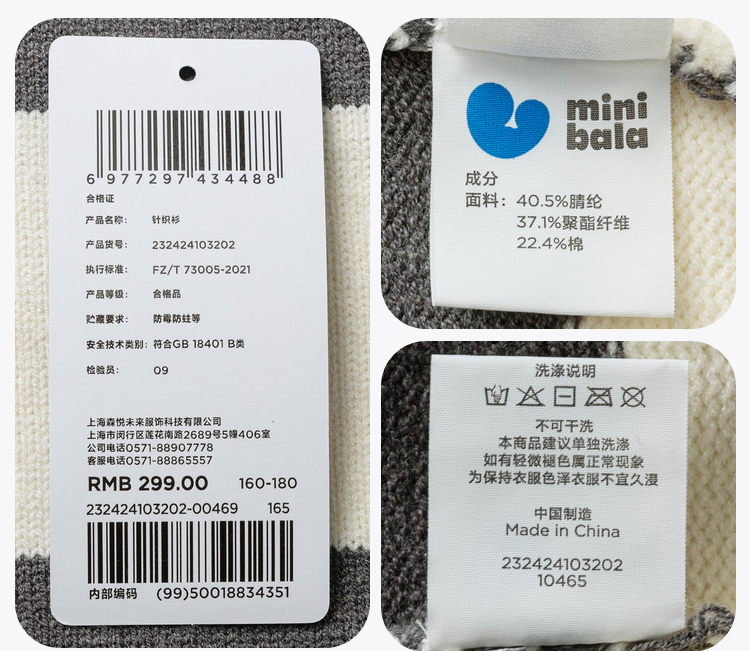 6 977297 434488
合格证
产品名称： 针织衫
产品货号： 232424103202
执行标准： FZ/T 73005-2021
产品等级： 合格品
贮藏要求： 防霉防蛀等
安全技术类别：符合GB 18401 B类
检验员： 09
上海森悦未来服饰科技有限公司
上海市闵行区莲花南路2689号5幢406室
公司电话0571-88907778
客服电话0571-88865557
RMB 299.00 160-180
232424103202-00469 165
内部编码 (99)50018834351
mini
bala
成分
面料： 40.5%腈纶
37.1%聚酯纤维
22.4%棉
洗涤说明
不可干洗
本商品建议单独洗涤
如有轻微褪色属正常现象
为保持衣服色泽衣服不宜久浸
中国制造
Made in China
232424103202
10465